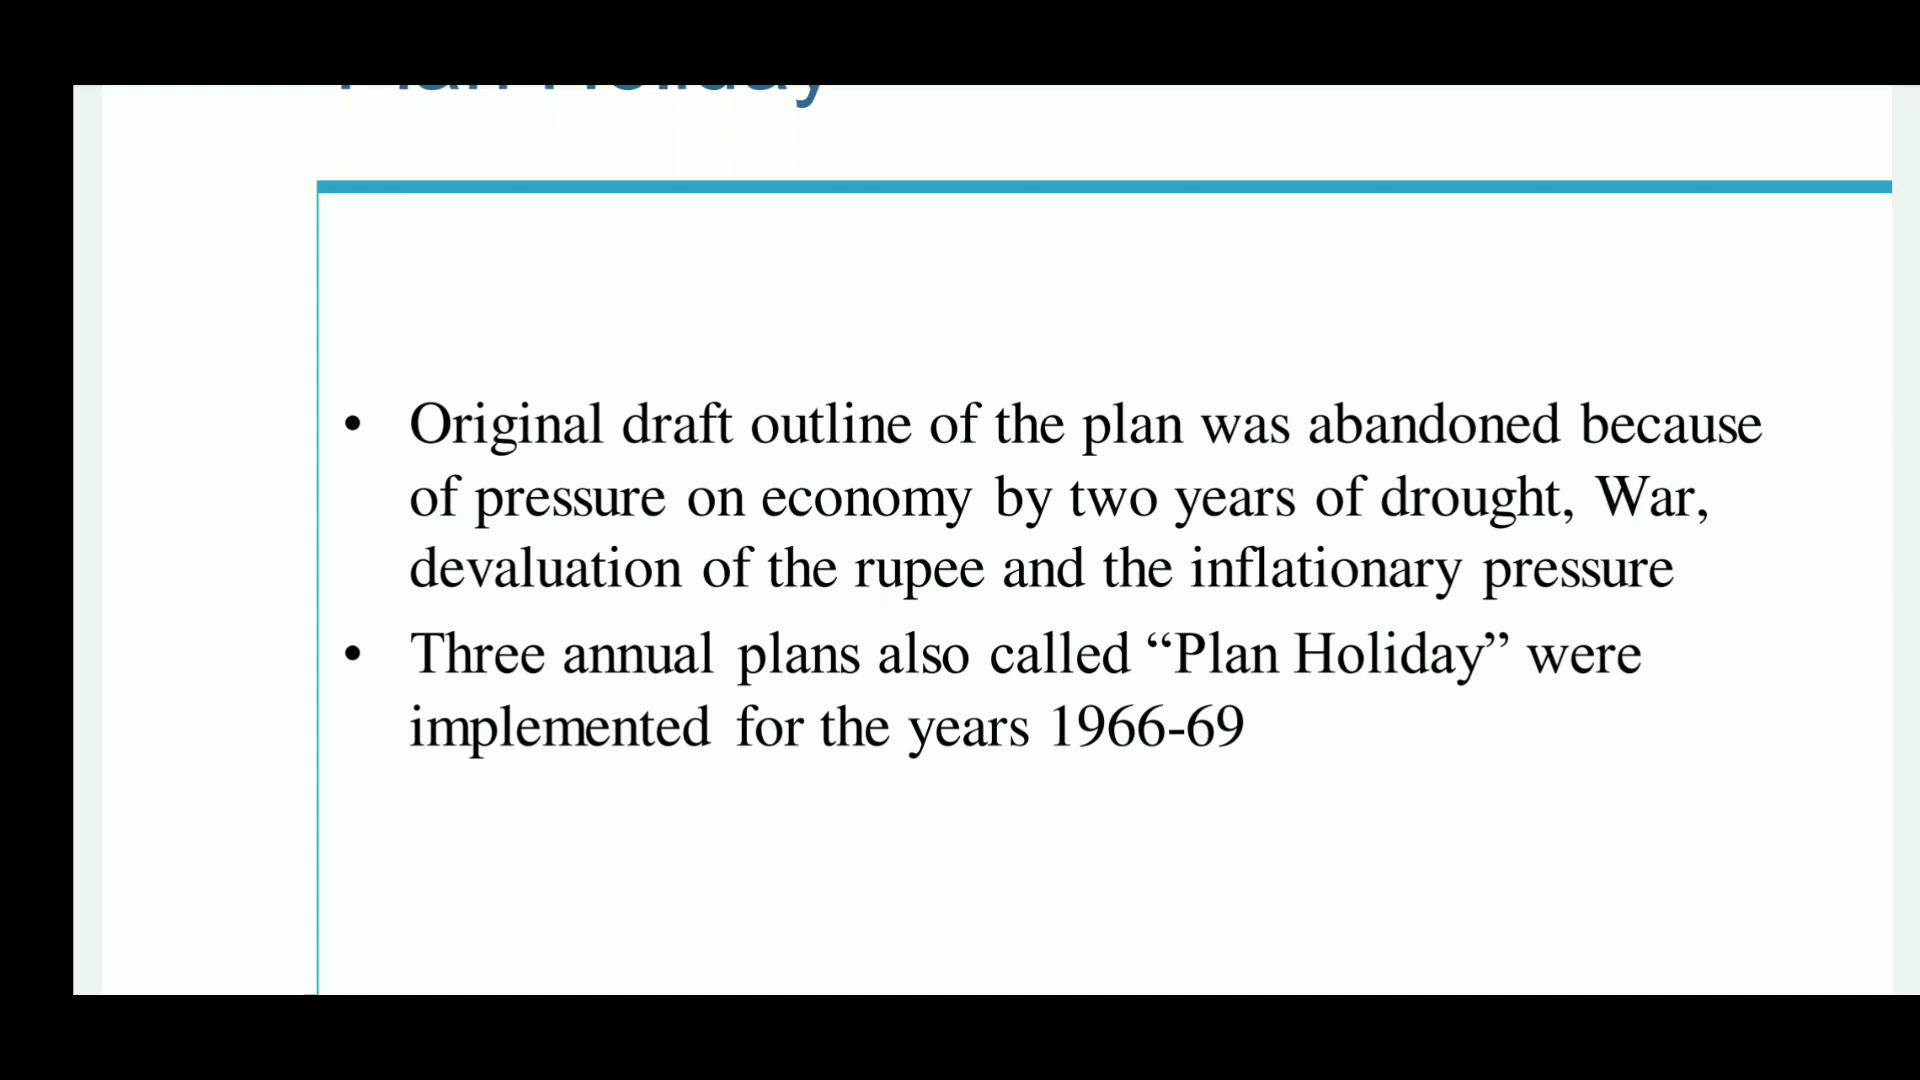 Plan Holiday
• Original draft outline of the plan was abandoned because
of pressure on economy by two years of drought, War,
devaluation of the rupee and the inflationary pressure
• Three annual plans also called “Plan Holiday” were
implemented for the years 1966-69